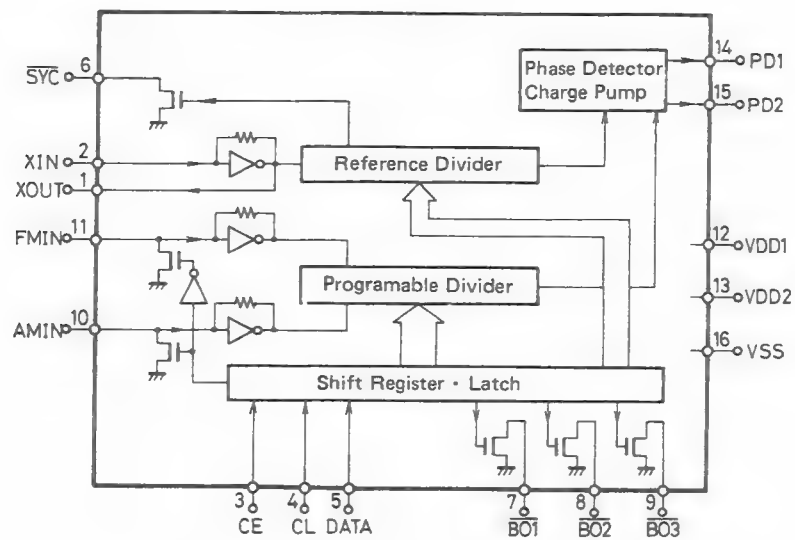 6
SYC
2
XIN
1
XOUT
11
FMIN
10
AMIN
Phase Detector
Charge Pump
14
PD1
15
PD2
Reference Divider
12
VDD1
Programable Divider
13
VDD2
16
VSS
Shift Register · Latch
3
CE
4
CL
5
DATA
7
BO1
8
BO2
9
BO3